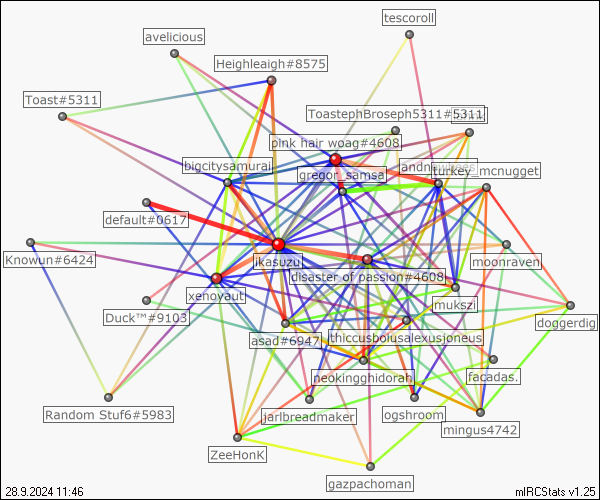 tescoroll
avelicious
Heighleaigh#8575
Toast#5311
ToastephBroseph5311#5311
pink hair woag#4608
bigcitysamurai
gregor_samsa
turkey_mcnugget
default#0617
Knowun#6424
ikasuzu
moonraven
disaster of passion#4608
xenoyaut
mukszi
Duck™#9103
doggerdig
asad#6947
thiccusboiusalexusjoneus
neokingghidorah
facadas.
Random Stuf6#5983
jarlbreadmaker
ogshroom
mingus4742
ZeeHonK
gazpachoman
28.9.2024 11:46
mIRCStats v1.25